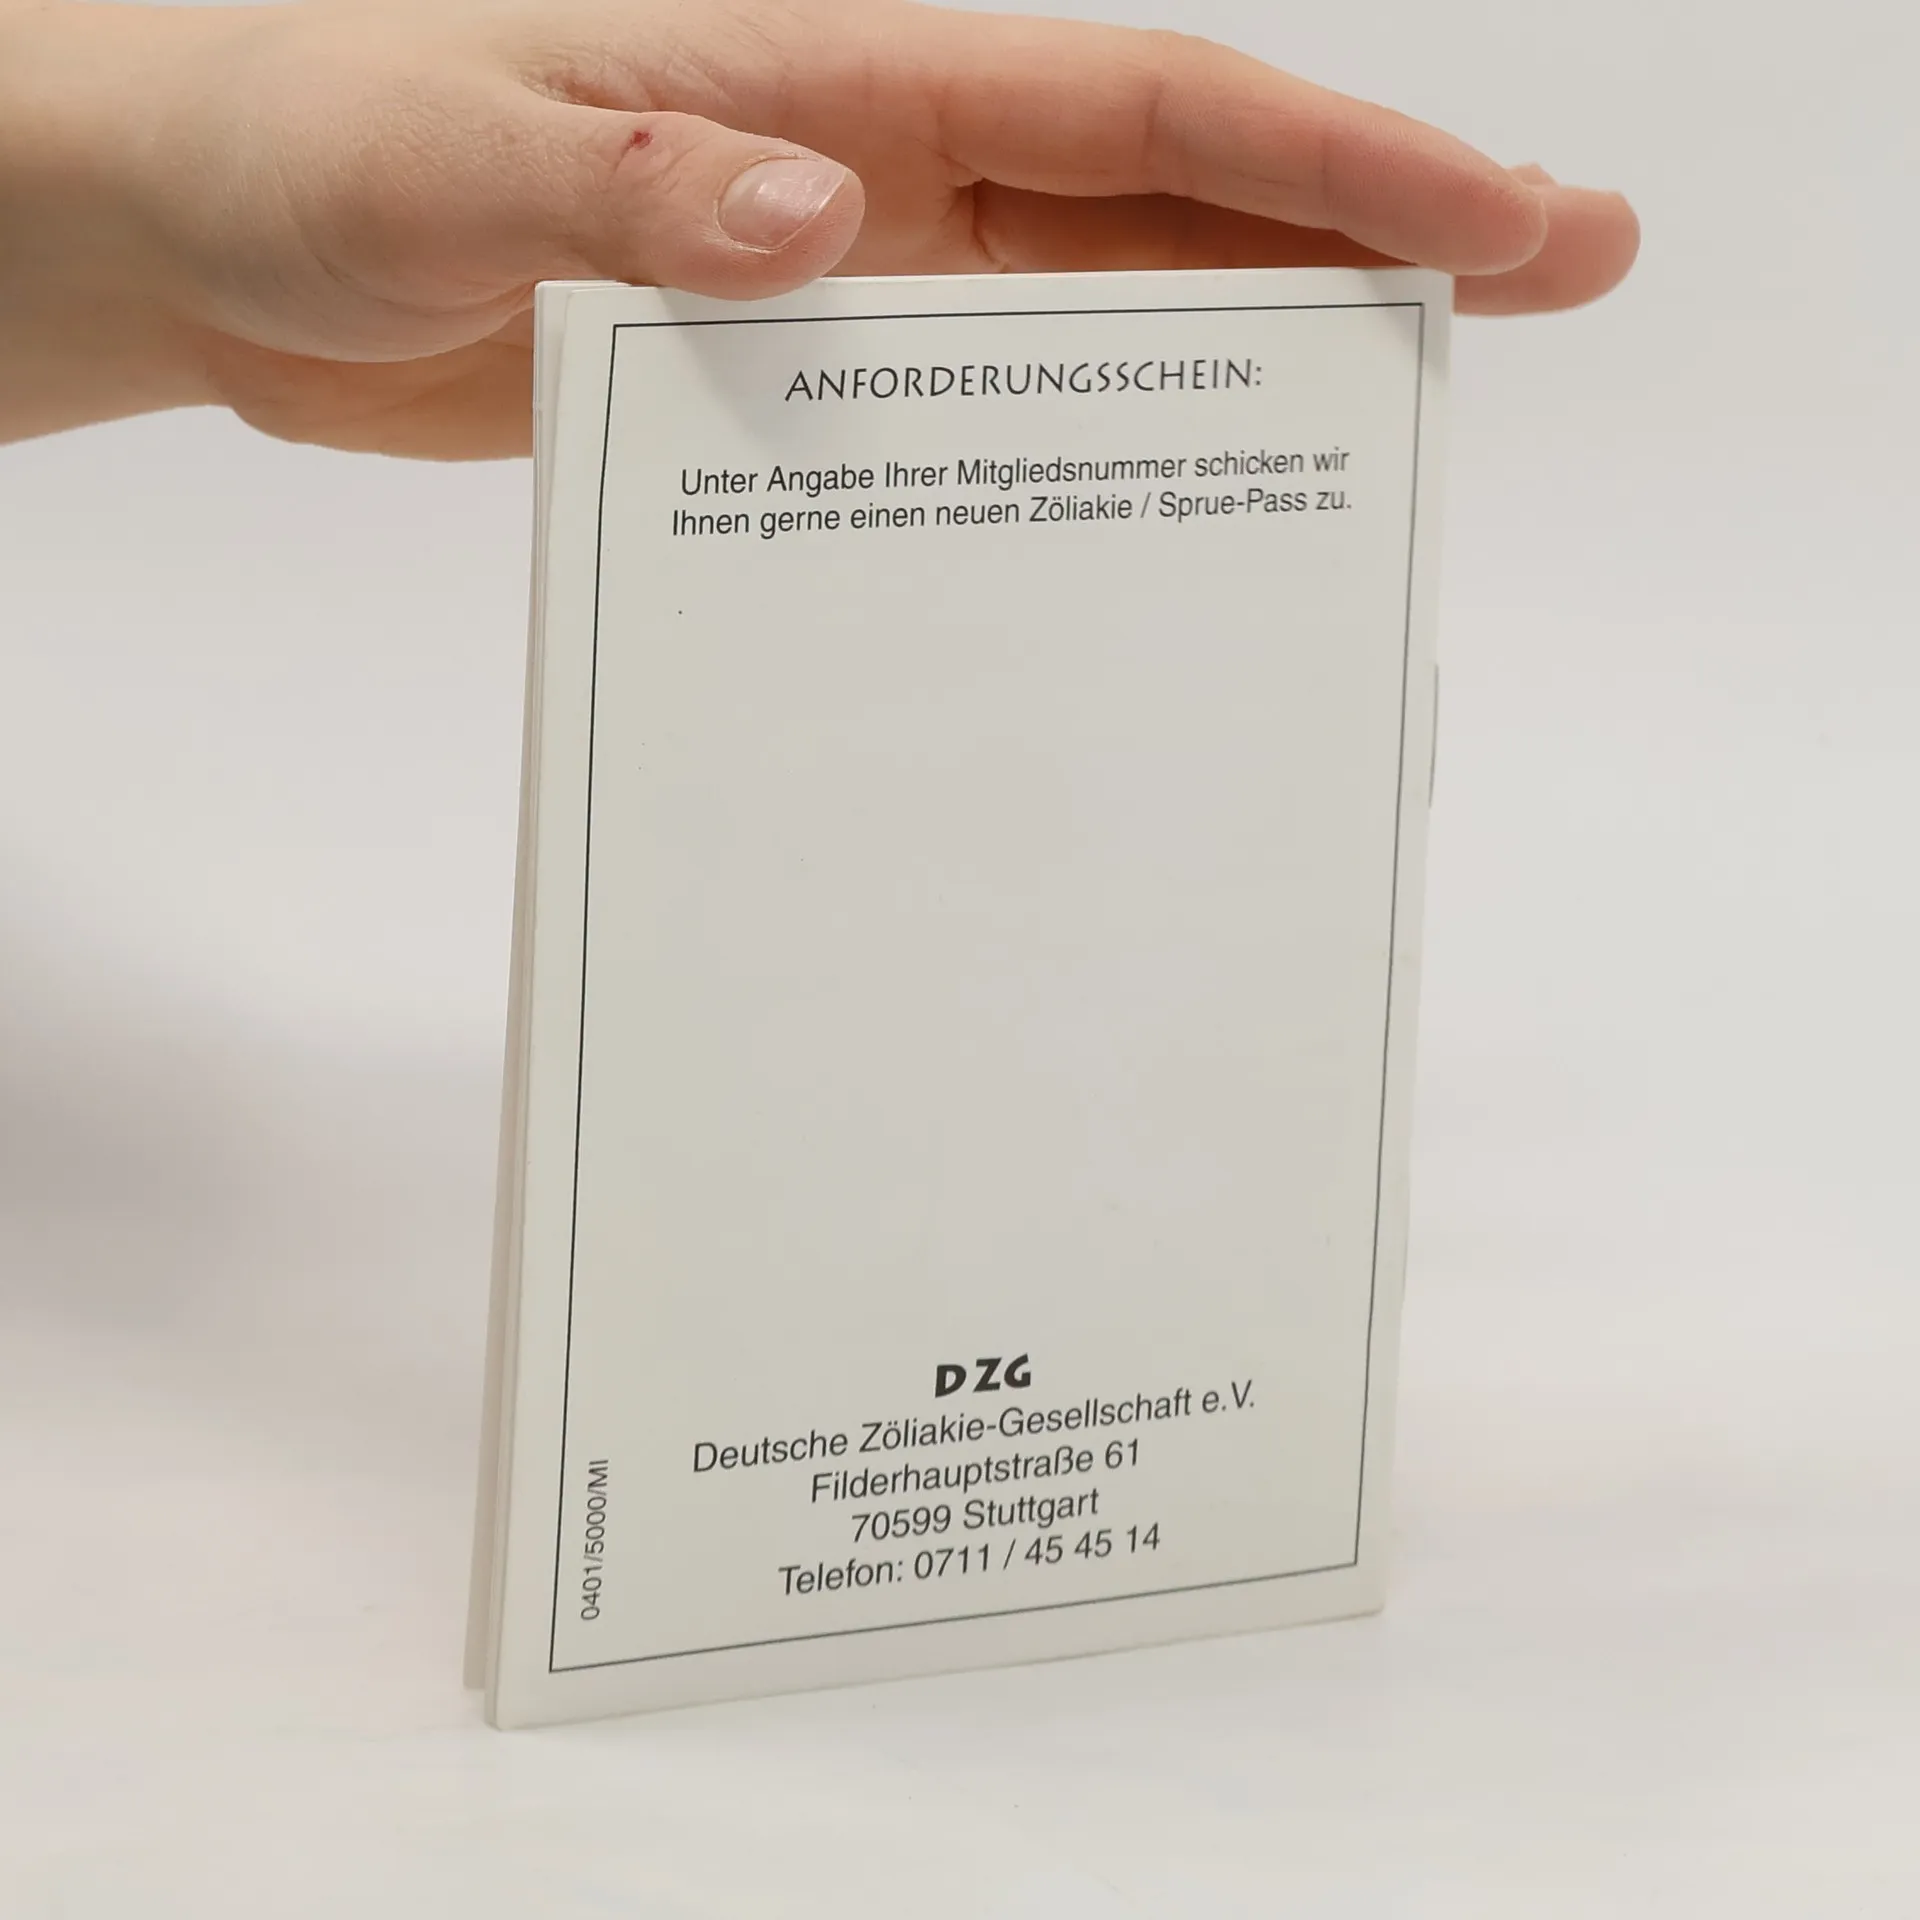 ANFORDERUNGSSCHEIN:
Unter Angabe Ihrer Mitgliedsnummer schicken wir
Ihnen gerne einen neuen Zöliakie / Sprue-Pass zu.
DZG
Deutsche Zöliakie-Gesellschaft e.V.
Filderhauptstraße 61
70599 Stuttgart
Telefon: 0711 / 45 45 14
0401/5000/MI